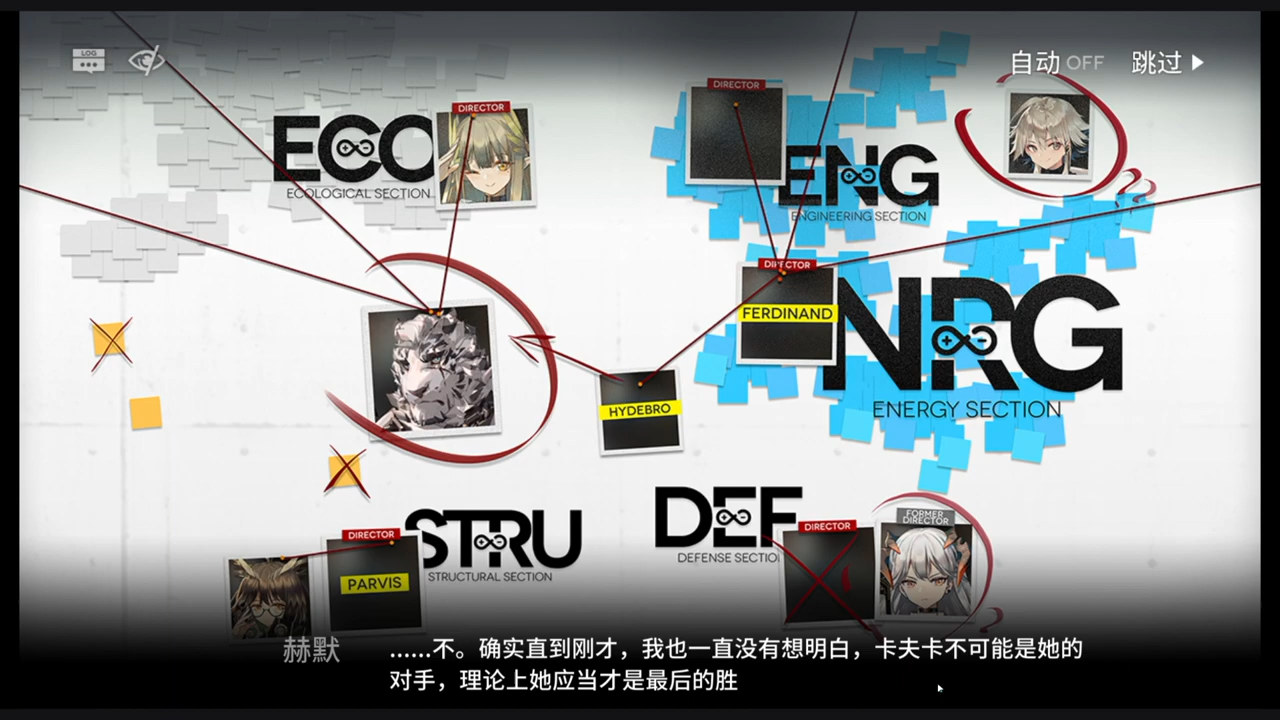 LOG
自动 OFF 跳过
DIRECTOR
ECO
ECOLOGICAL SECTION
DIRECTOR
ENG
ENGINEERING SECTION
??
DIRECTOR
FERDINAND
NRG
ENERGY SECTION
HYDEBRO
DIRECTOR
PARVIS
STRU
STRUCTURAL SECTION
DEF
DEFENSE SECTIO
DIRECTOR
FORMER
DIRECTOR
?
赫默
......不。确实直到刚才，我也一直没有想明白，卡夫卡不可能是她的
对手，理论上她应当才是最后的胜